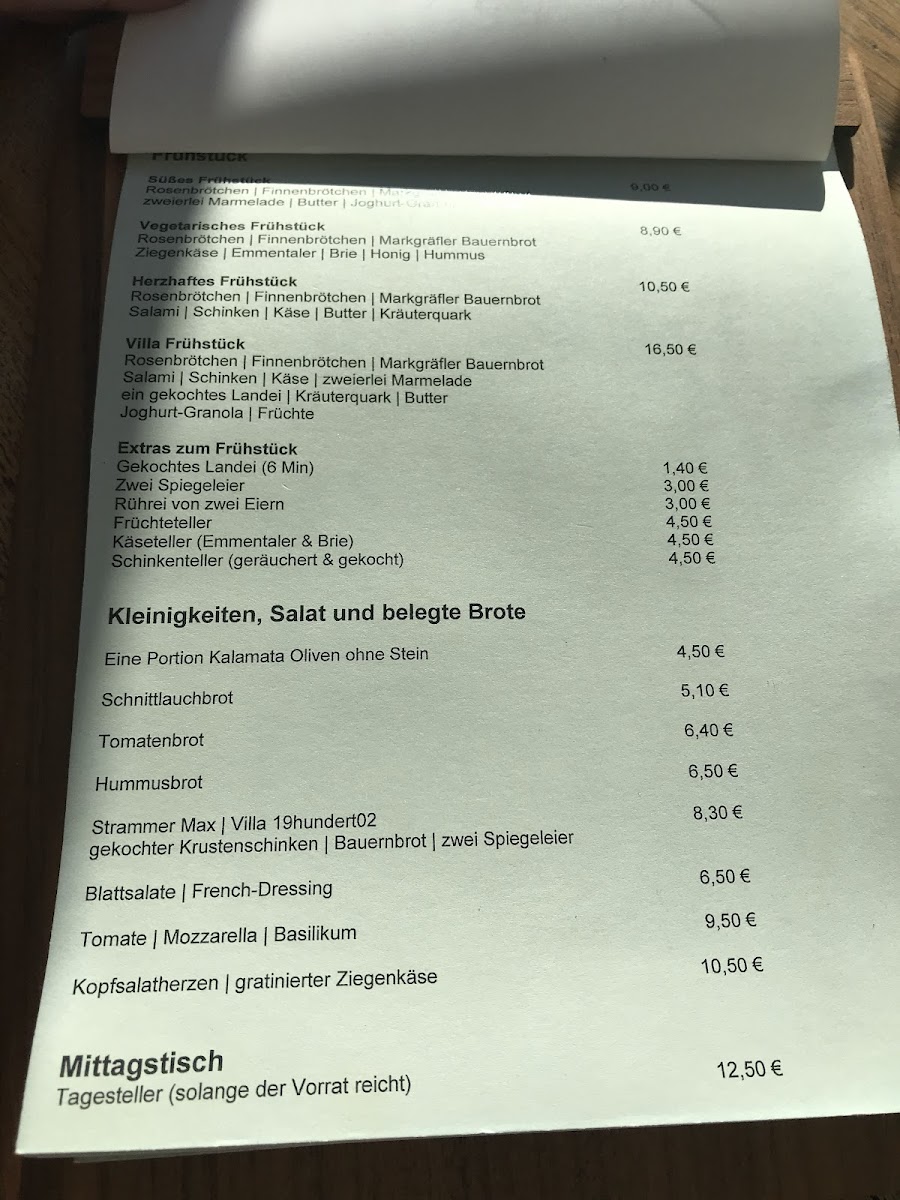 Frühstück
Süßes Frühstück 9,00 €
Rosenbrötchen | Finnenbrötchen |
zweierlei Marmelade | Butter | Joghurt-Granola
Vegetarisches Frühstück 8,90 €
Rosenbrötchen | Finnenbrötchen | Markgräfler Bauernbrot
Ziegenkäse | Emmentaler | Brie | Honig | Hummus
Herzhaftes Frühstück 10,50 €
Rosenbrötchen | Finnenbrötchen | Markgräfler Bauernbrot
Salami | Schinken | Käse | Butter | Kräuterquark
Villa Frühstück 16,50 €
Rosenbrötchen | Finnenbrötchen | Markgräfler Bauernbrot
Salami | Schinken | Käse | zweierlei Marmelade
ein gekochtes Landei | Kräuterquark | Butter
Joghurt-Granola | Früchte
Extras zum Frühstück
Gekochtes Landei (6 Min) 1,40 €
Zwei Spiegeleier 3,00 €
Rührei von zwei Eiern 3,00 €
Früchteteller 4,50 €
Käseteller (Emmentaler & Brie) 4,50 €
Schinkenteller (geräuchert & gekocht) 4,50 €
Kleinigkeiten, Salat und belegte Brote
Eine Portion Kalamata Oliven ohne Stein 4,50 €
Schnittlauchbrot 5,10 €
Tomatenbrot 6,40 €
Hummusbrot 6,50 €
Strammer Max | Villa 19hundert02 8,30 €
gekochter Krustenschinken | Bauernbrot | zwei Spiegeleier
Blattsalate | French-Dressing 6,50 €
Tomate | Mozzarella | Basilikum 9,50 €
Kopfsalatherzen | gratinierter Ziegenkäse 10,50 €
Mittagstisch
Tagesteller (solange der Vorrat reicht) 12,50 €